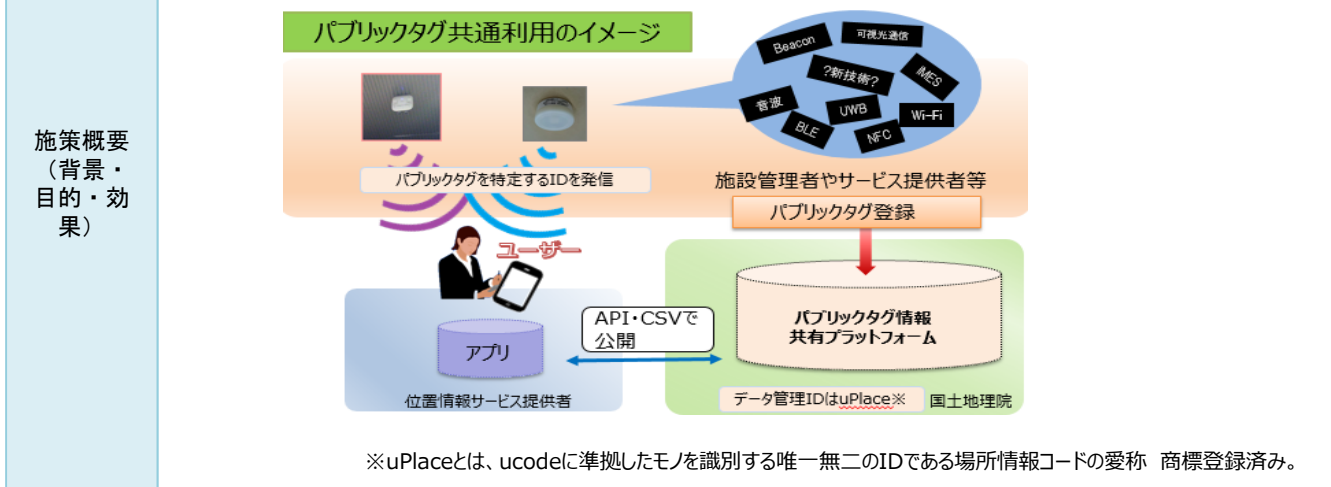 施策概要
（背景・
目的・効
果）
パブリックタグ共通利用のイメージ
Beacon
可視光通信
?新技術?
IMES
音波
UWB
Wi-Fi
BLE
NFC
パブリックタグを特定するIDを発信
施設管理者やサービス提供者等
パブリックタグ登録
ユーザー
API・CSVで
公開
パブリックタグ情報
共有プラットフォーム
アプリ
位置情報サービス提供者
データ管理IDはuPlace※
国土地理院
※uPlaceとは、ucodeに準拠したモノを識別する唯一無二のIDである場所情報コードの愛称 商標登録済み。